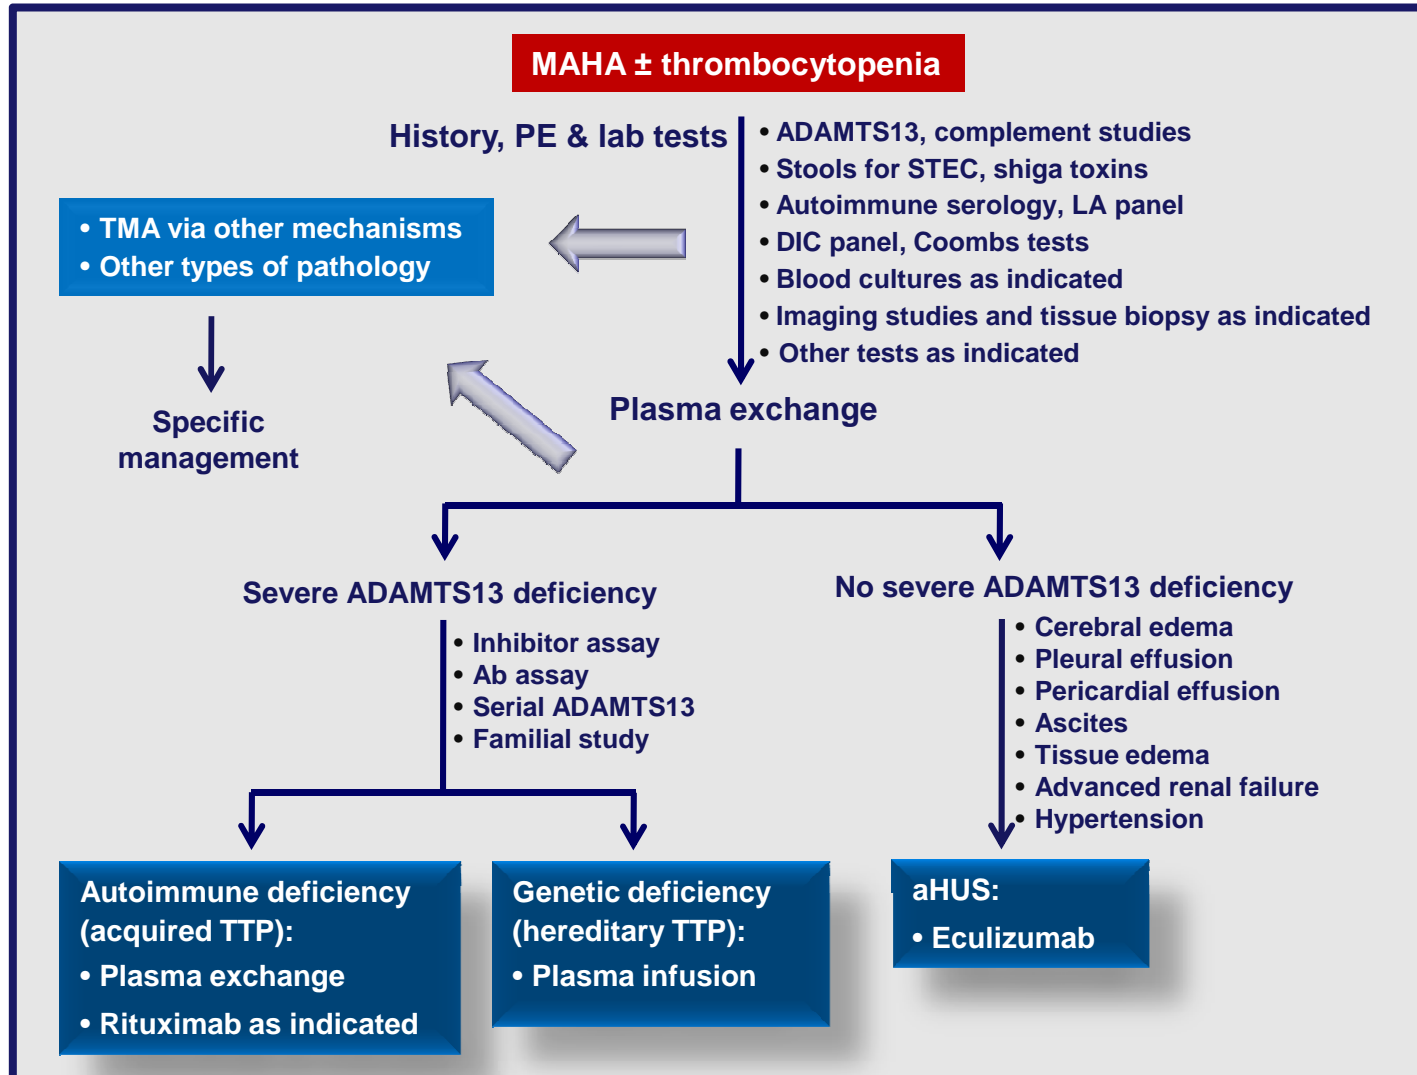 MAHA ± thrombocytopenia
History, PE & lab tests
• ADAMTS13, complement studies
• Stools for STEC, shiga toxins
• Autoimmune serology, LA panel
• DIC panel, Coombs tests
• Blood cultures as indicated
• Imaging studies and tissue biopsy as indicated
• Other tests as indicated
• TMA via other mechanisms
• Other types of pathology
Specific
management
Plasma exchange
Severe ADAMTS13 deficiency
• Inhibitor assay
• Ab assay
• Serial ADAMTS13
• Familial study
No severe ADAMTS13 deficiency
• Cerebral edema
• Pleural effusion
• Pericardial effusion
• Ascites
• Tissue edema
• Advanced renal failure
• Hypertension
Autoimmune deficiency
(acquired TTP):
• Plasma exchange
• Rituximab as indicated
Genetic deficiency
(hereditary TTP):
• Plasma infusion
aHUS:
• Eculizumab